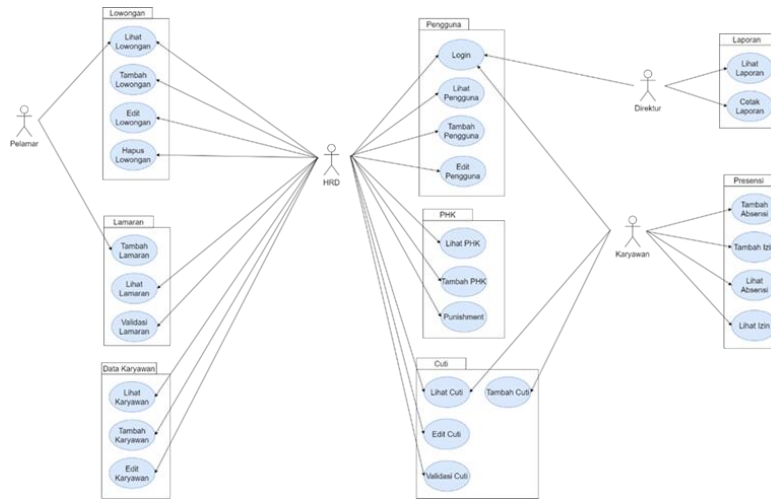 Lowongan
Lihat
Lowongan
Tambah
Lowongan
Edit
Lowongan
Hapus
Lowongan
Pelamar
Lamaran
Tambah
Lamaran
Lihat
Lamaran
Validasi
Lamaran
Data Karyawan
Lihat
Karyawan
Tambah
Karyawan
Edit
Karyawan
HRD
Pengguna
Login
Lihat
Pengguna
Tambah
Pengguna
Edit
Pengguna
PHK
Lihat PHK
Tambah PHK
Punishment
Cuti
Lihat Cuti
Tambah Cuti
Edit Cuti
Validasi Cuti
Direktur
Karyawan
Laporan
Lihat
Laporan
Cetak
Laporan
Presensi
Tambah
Absensi
Tambah Izin
Lihat
Absensi
Lihat Izin